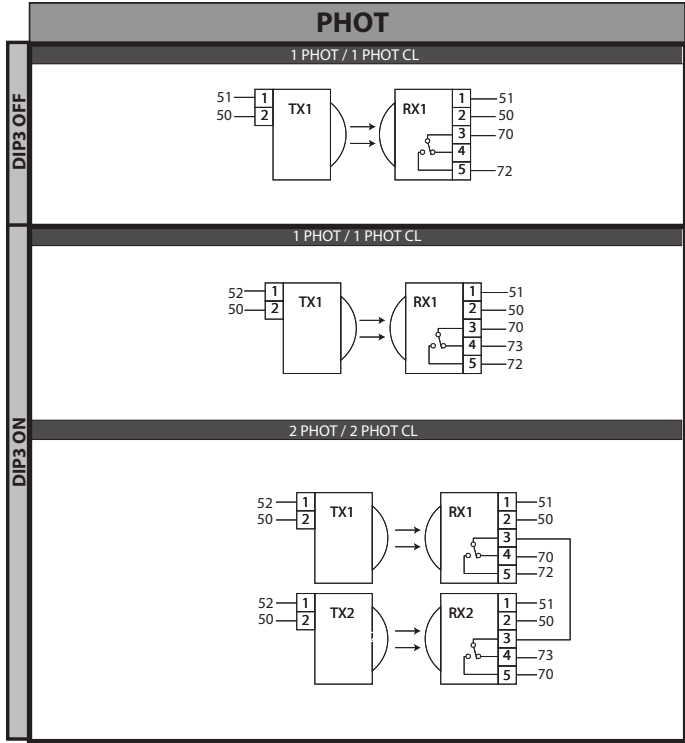 PHOT
DIP3 OFF
1 PHOT / 1 PHOT CL
51 1 TX1 RX1 1 51
50 2 2 50
3 70
4
5 72
DIP3 ON
1 PHOT / 1 PHOT CL
52 1 TX1 RX1 1 51
50 2 2 50
3 70
4 73
5 72
2 PHOT / 2 PHOT CL
52 1 TX1 RX1 1 51
50 2 2 50
3
4 70
5 72
52 1 TX2 RX2 1 51
50 2 2 50
3
4 73
5 70